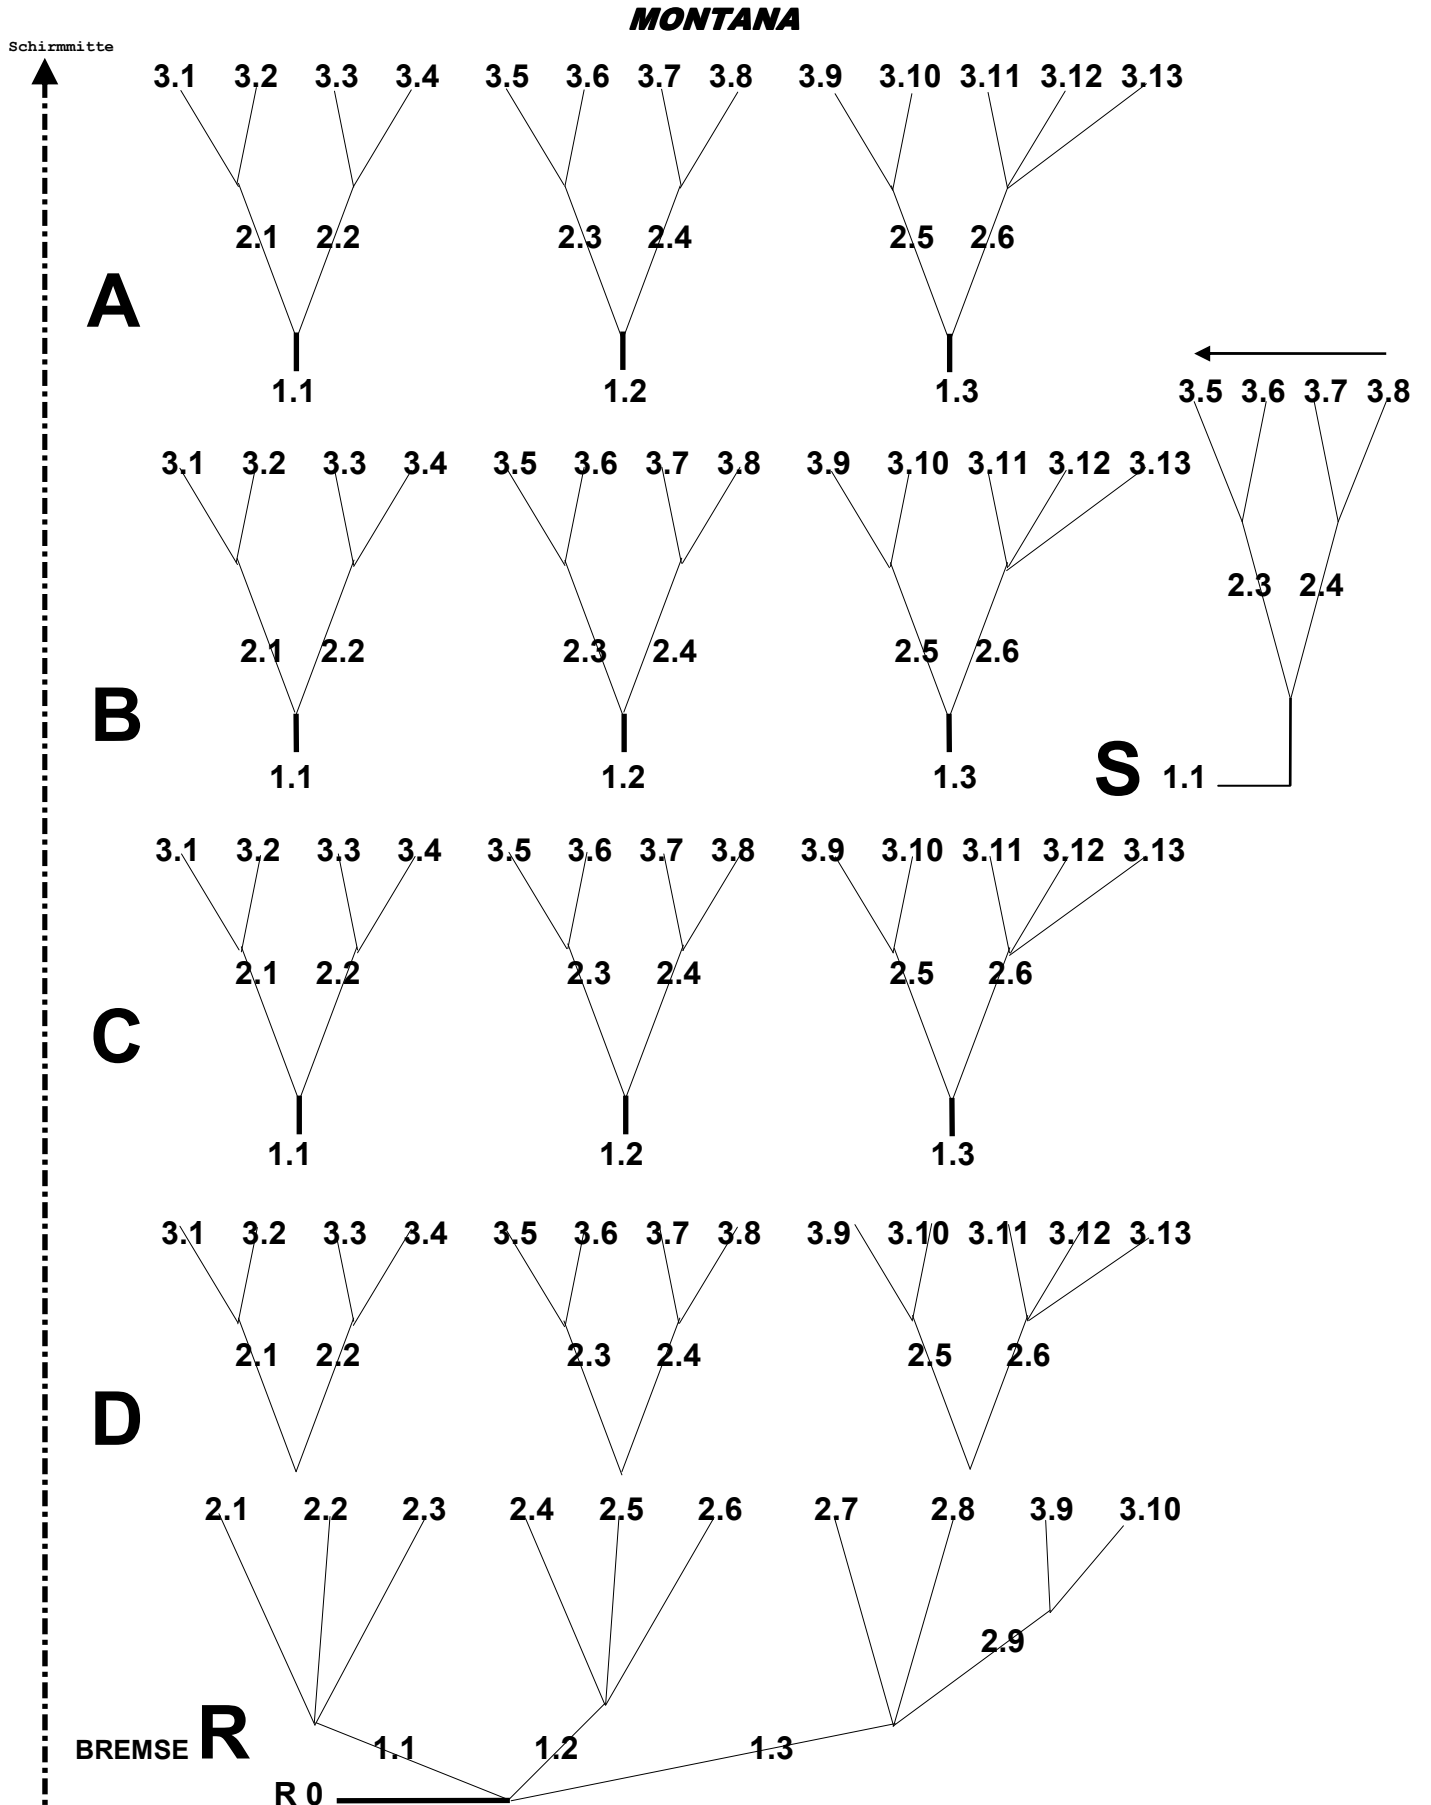 MONTANA
Schirmmitte
3.1 3.2 3.3 3.4 3.5 3.6 3.7 3.8 3.9 3.10 3.11 3.12 3.13
2.1 2.2 2.3 2.4 2.5 2.6
A
1.1 1.2 1.3
3.5 3.6 3.7 3.8
3.1 3.2 3.3 3.4 3.5 3.6 3.7 3.8 3.9 3.10 3.11 3.12 3.13
2.3 2.4
2.1 2.2 2.3 2.4 2.5 2.6
B
1.1 1.2 1.3
S 1.1
3.1 3.2 3.3 3.4 3.5 3.6 3.7 3.8 3.9 3.10 3.11 3.12 3.13
2.1 2.2 2.3 2.4 2.5 2.6
C
1.1 1.2 1.3
3.1 3.2 3.3 3.4 3.5 3.6 3.7 3.8 3.9 3.10 3.11 3.12 3.13
2.1 2.2 2.3 2.4 2.5 2.6
D
2.1 2.2 2.3 2.4 2.5 2.6 2.7 2.8 3.9 3.10
2.9
BREMSE R 1.1 1.2 1.3
R 0